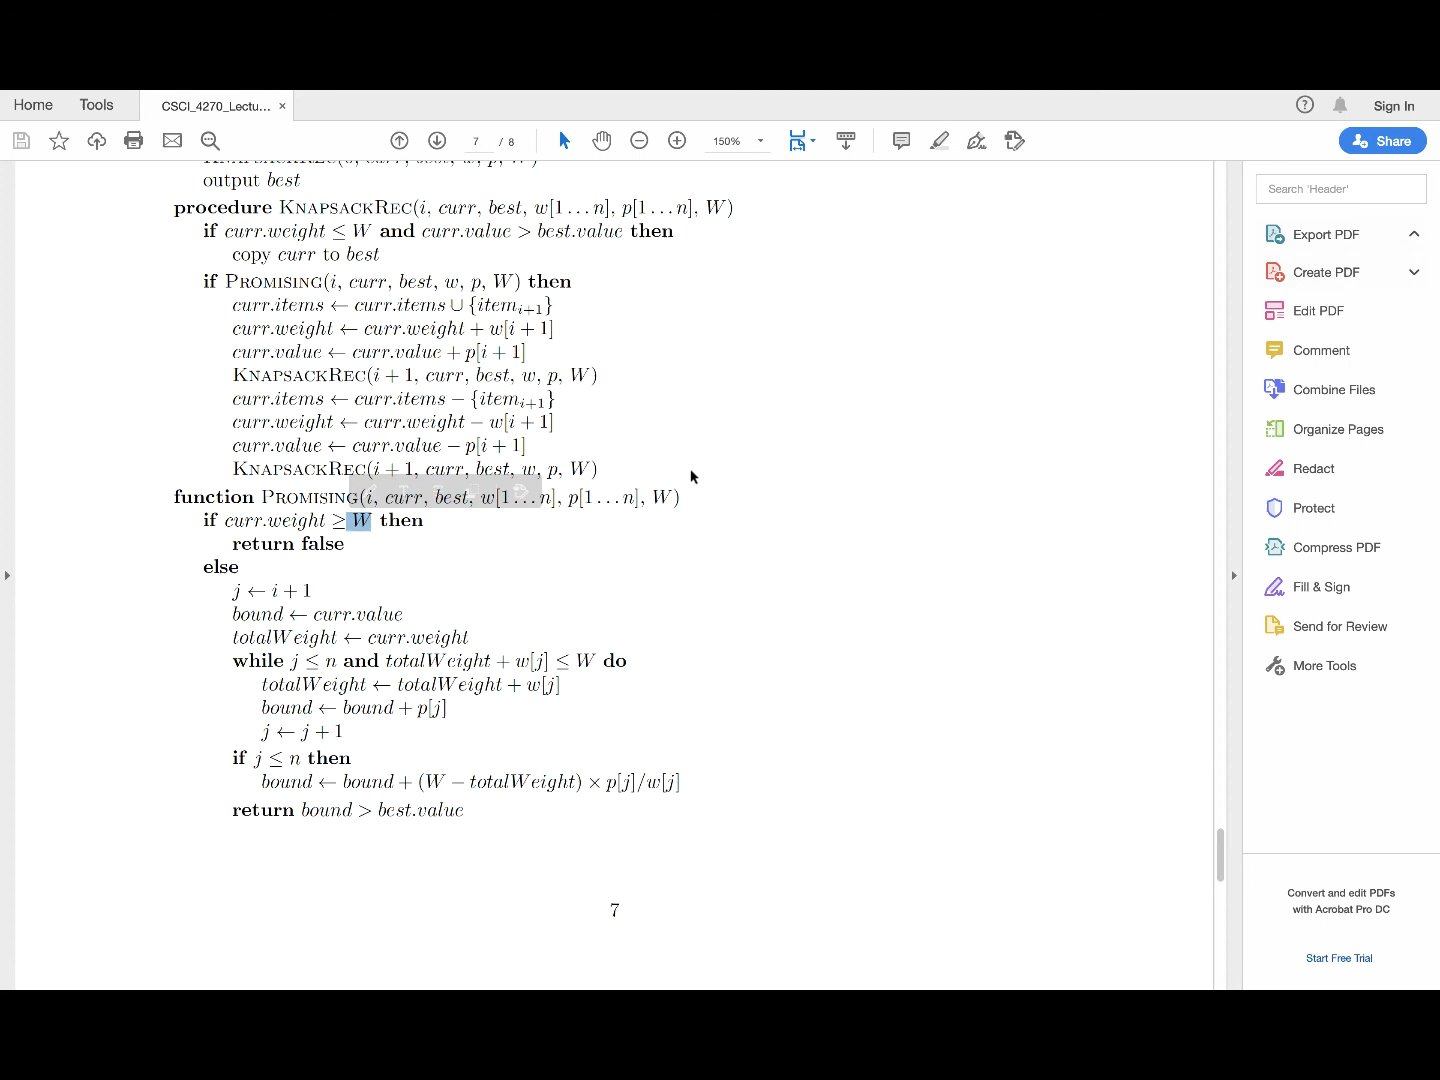 Home Tools CSCI_4270_Lectu... × Sign In
7 / 8 150% Share
output best
procedure KNAPSACKREC(i, curr, best, w[1...n], p[1...n], W)
if curr.weight ≤ W and curr.value > best.value then
copy curr to best
if PROMISING(i, curr, best, w, p, W) then
curr.items ← curr.items ∪ {item_{i+1}}
curr.weight ← curr.weight + w[i + 1]
curr.value ← curr.value + p[i + 1]
KNAPSACKREC(i + 1, curr, best, w, p, W)
curr.items ← curr.items − {item_{i+1}}
curr.weight ← curr.weight − w[i + 1]
curr.value ← curr.value − p[i + 1]
KNAPSACKREC(i + 1, curr, best, w, p, W)
function PROMISING(i, curr, best, w[1...n], p[1...n], W)
if curr.weight ≥ W then
return false
else
j ← i + 1
bound ← curr.value
totalWeight ← curr.weight
while j ≤ n and totalWeight + w[j] ≤ W do
totalWeight ← totalWeight + w[j]
bound ← bound + p[j]
j ← j + 1
if j ≤ n then
bound ← bound + (W − totalWeight) × p[j]/w[j]
return bound > best.value
7
Search 'Header'
Export PDF
Create PDF
Edit PDF
Comment
Combine Files
Organize Pages
Redact
Protect
Compress PDF
Fill & Sign
Send for Review
More Tools
Convert and edit PDFs
with Acrobat Pro DC
Start Free Trial